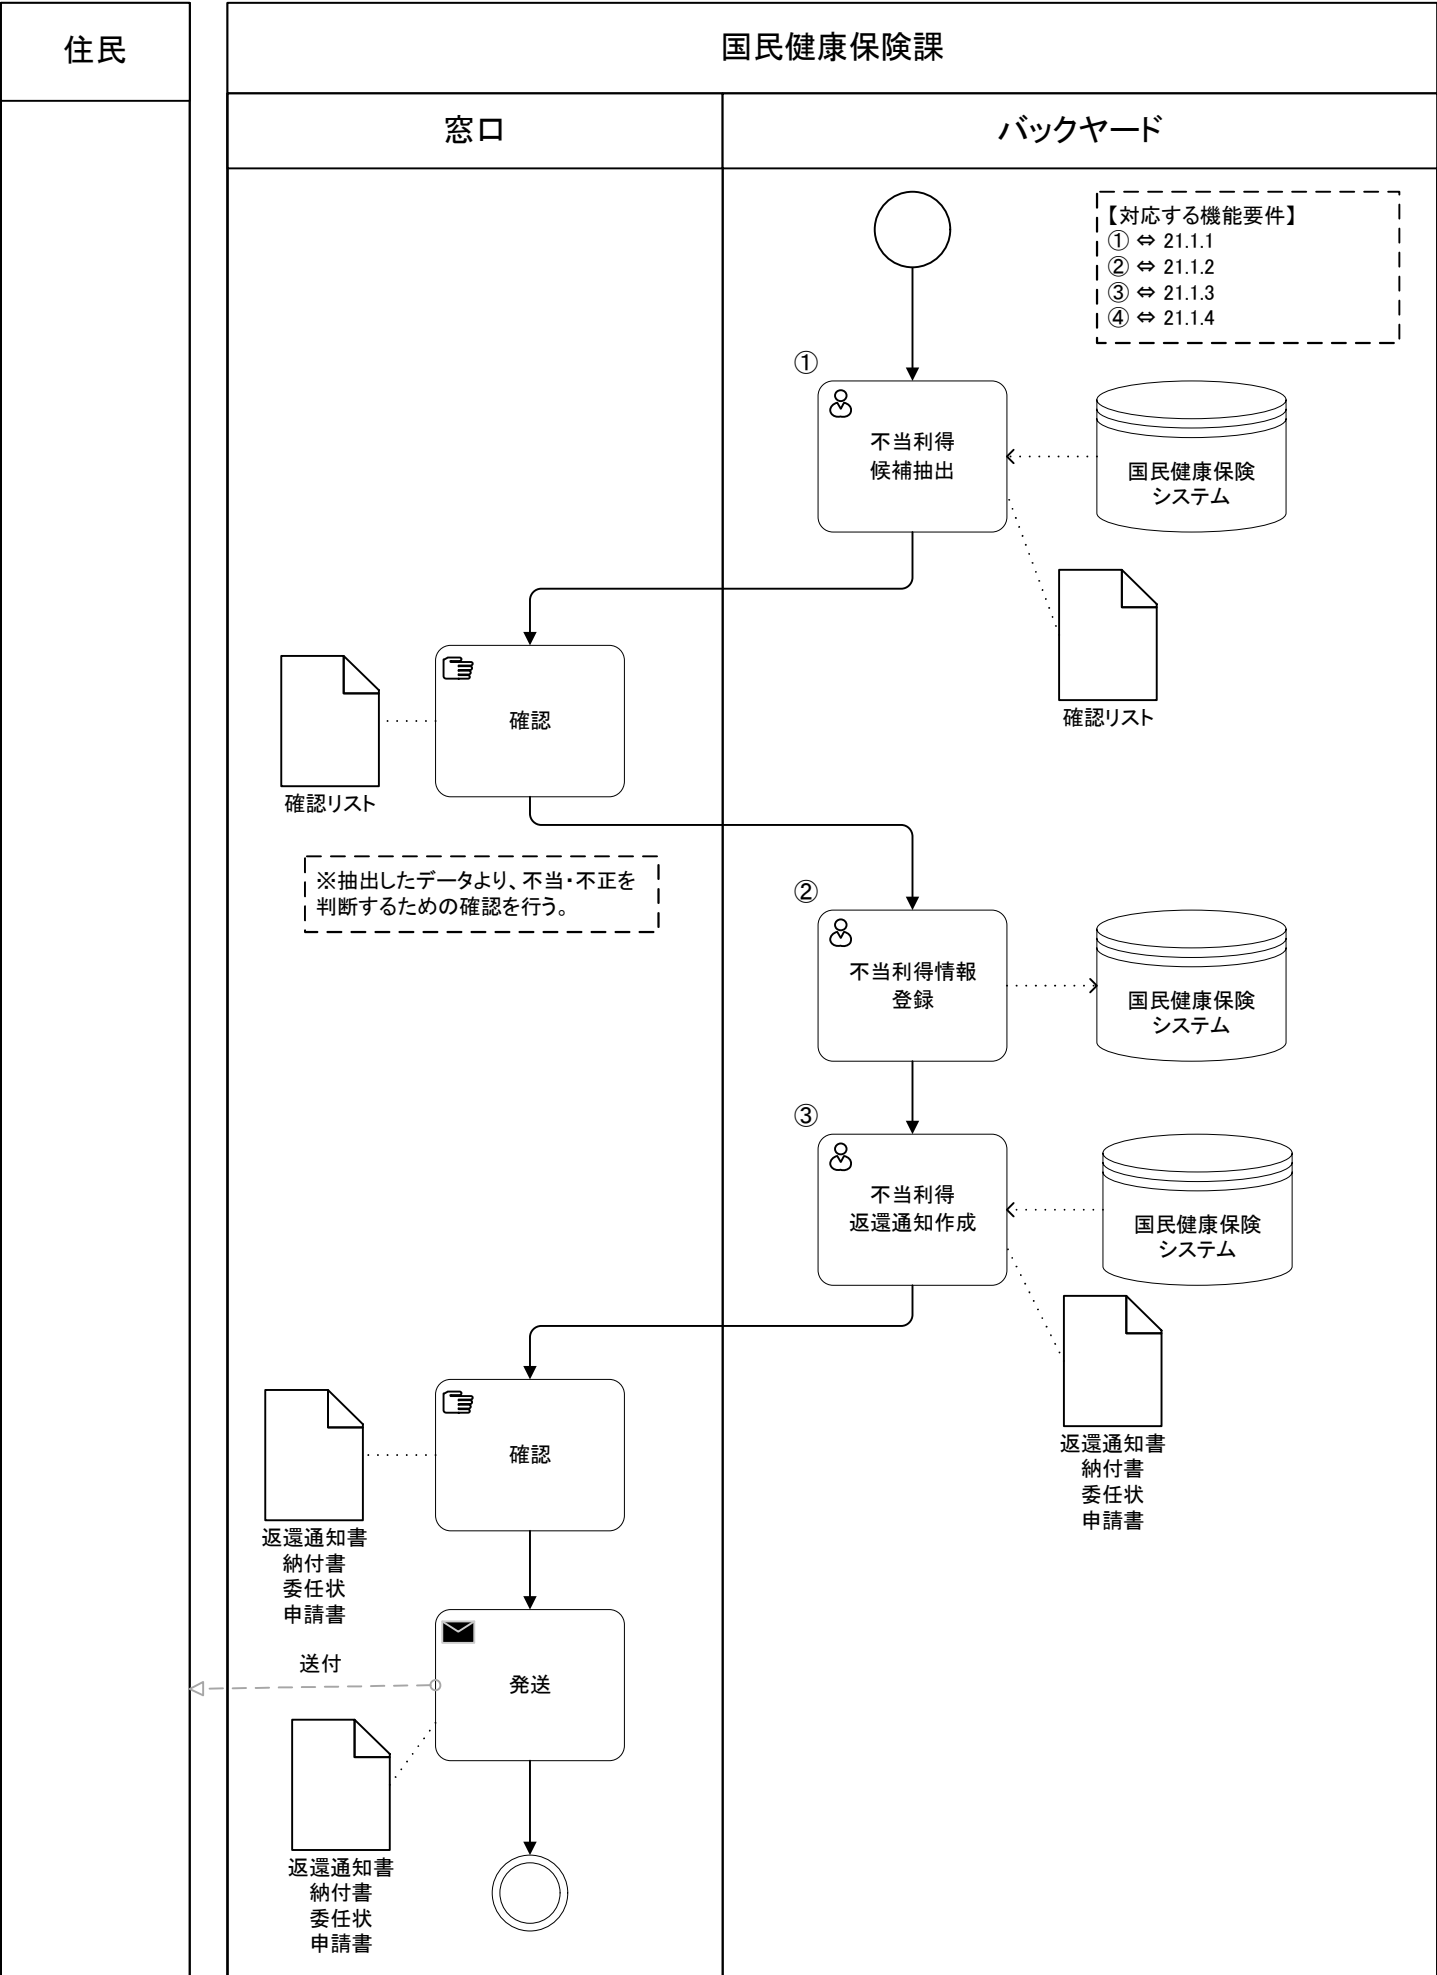 住民
国民健康保険課
窓口
バックヤード
【対応する機能要件】
① ⇔ 21.1.1
② ⇔ 21.1.2
③ ⇔ 21.1.3
④ ⇔ 21.1.4
①
不当利得
候補抽出
国民健康保険
システム
確認リスト
確認
確認リスト
※抽出したデータより、不当・不正を
判断するための確認を行う。
②
不当利得情報
登録
国民健康保険
システム
③
不当利得
返還通知作成
国民健康保険
システム
返還通知書
納付書
委任状
申請書
確認
返還通知書
納付書
委任状
申請書
送付
発送
返還通知書
納付書
委任状
申請書